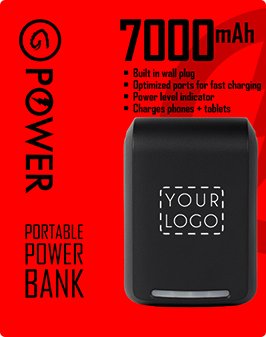 7000mAh
Built in wall plug
Optimized ports for fast charging
Power level indicator
Charges phones + tablets
POWER
YOUR
LOGO
PORTABLE
POWER
BANK